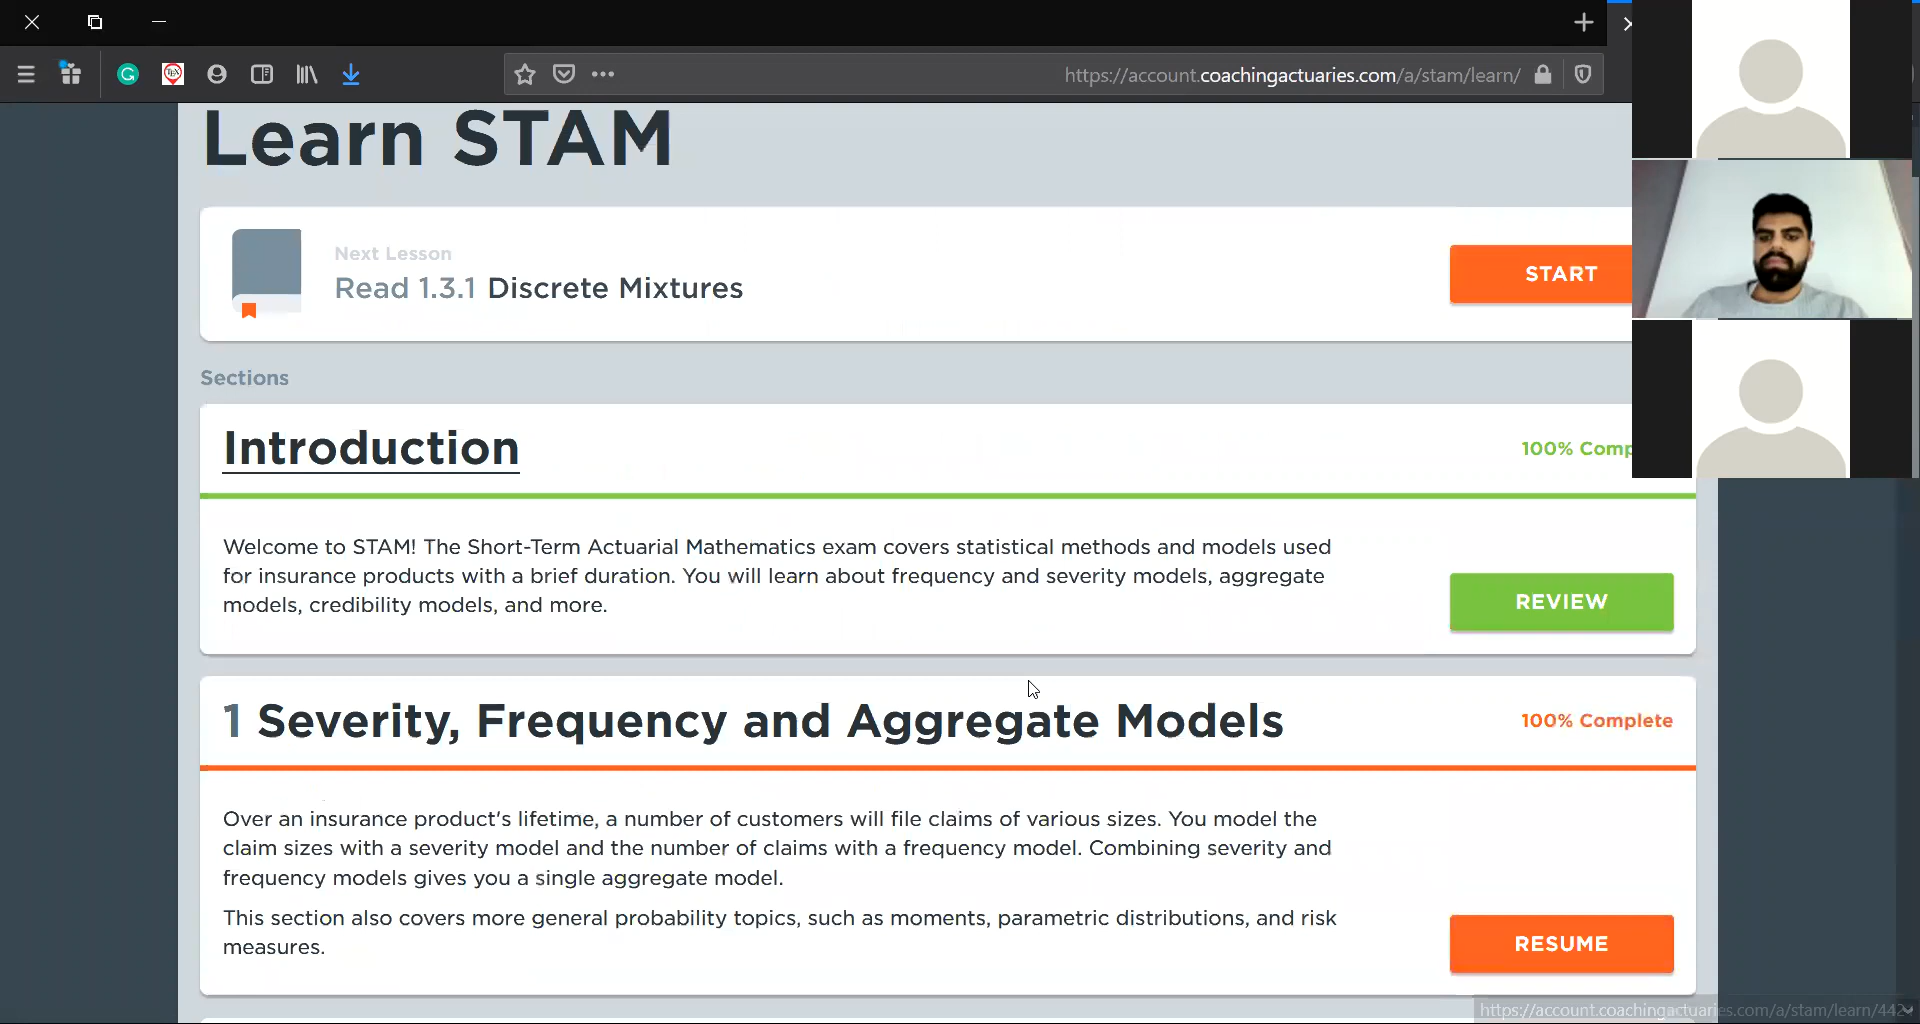 https://account.coachingactuaries.com/a/stam/learn/
Learn STAM
Next Lesson
Read 1.3.1 Discrete Mixtures
START
Sections
Introduction
100% Comp
Welcome to STAM! The Short-Term Actuarial Mathematics exam covers statistical methods and models used
for insurance products with a brief duration. You will learn about frequency and severity models, aggregate
models, credibility models, and more.
REVIEW
1 Severity, Frequency and Aggregate Models
100% Complete
Over an insurance product's lifetime, a number of customers will file claims of various sizes. You model the
claim sizes with a severity model and the number of claims with a frequency model. Combining severity and
frequency models gives you a single aggregate model.
This section also covers more general probability topics, such as moments, parametric distributions, and risk
measures.
RESUME